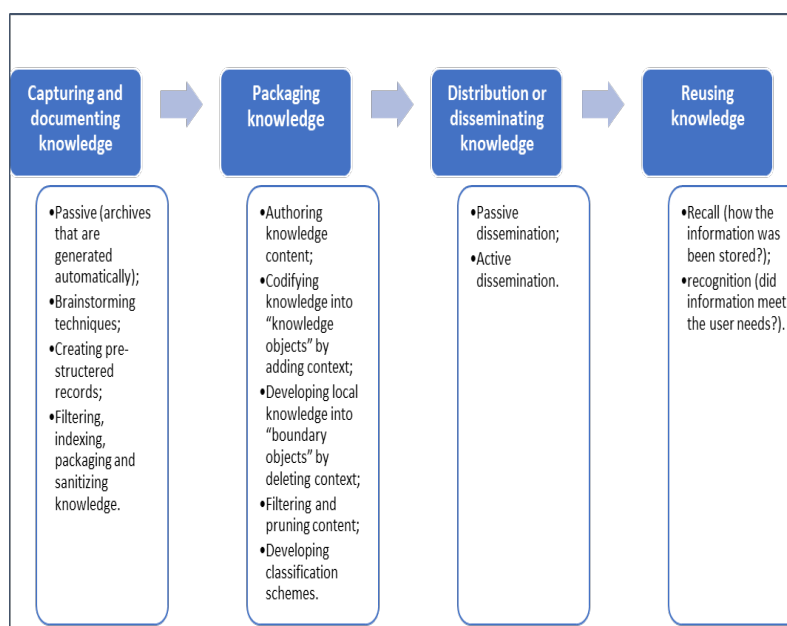 Capturing and
documenting
knowledge
Packaging
knowledge
Distribution or
disseminating
knowledge
Reusing
knowledge
•Passive (archives
that are
generated
automatically);
•Brainstorming
techniques;
•Creating pre-
structered
records;
•Filtering,
indexing,
packaging and
sanitizing
knowledge.
•Authoring
knowledge
content;
•Codifying
knowledge into
“knowledge
objects” by
adding context;
•Developing local
knowledge into
“boundary
objects” by
deleting context;
•Filtering and
pruning content;
•Developing
classification
schemes.
•Passive
dissemination;
•Active
dissemination.
•Recall (how the
information was
been stored?);
•recognition (did
information meet
the user needs?).